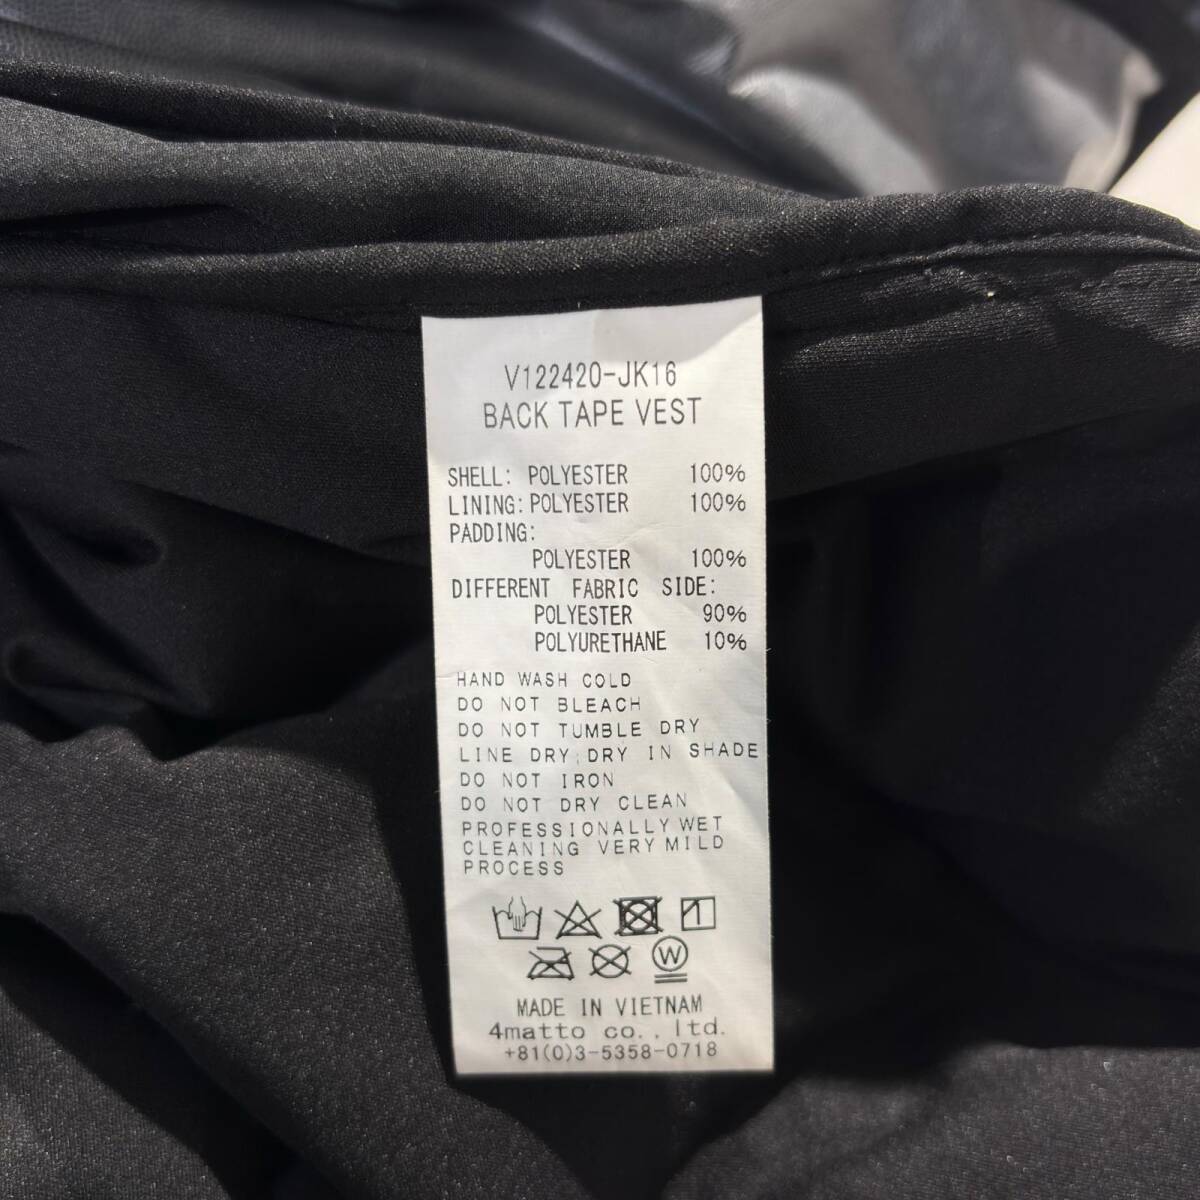 V122420-JK16
BACK TAPE VEST
SHELL: POLYESTER 100%
LINING: POLYESTER 100%
PADDING:
POLYESTER 100%
DIFFERENT FABRIC SIDE:
POLYESTER 90%
POLYURETHANE 10%
HAND WASH COLD
DO NOT BLEACH
DO NOT TUMBLE DRY
LINE DRY;DRY IN SHADE
DO NOT IRON
DO NOT DRY CLEAN
PROFESSIONALLY WET
CLEANING VERY MILD
PROCESS
W
MADE IN VIETNAM
4matto co., ltd.
+81(0)3-5358-0718